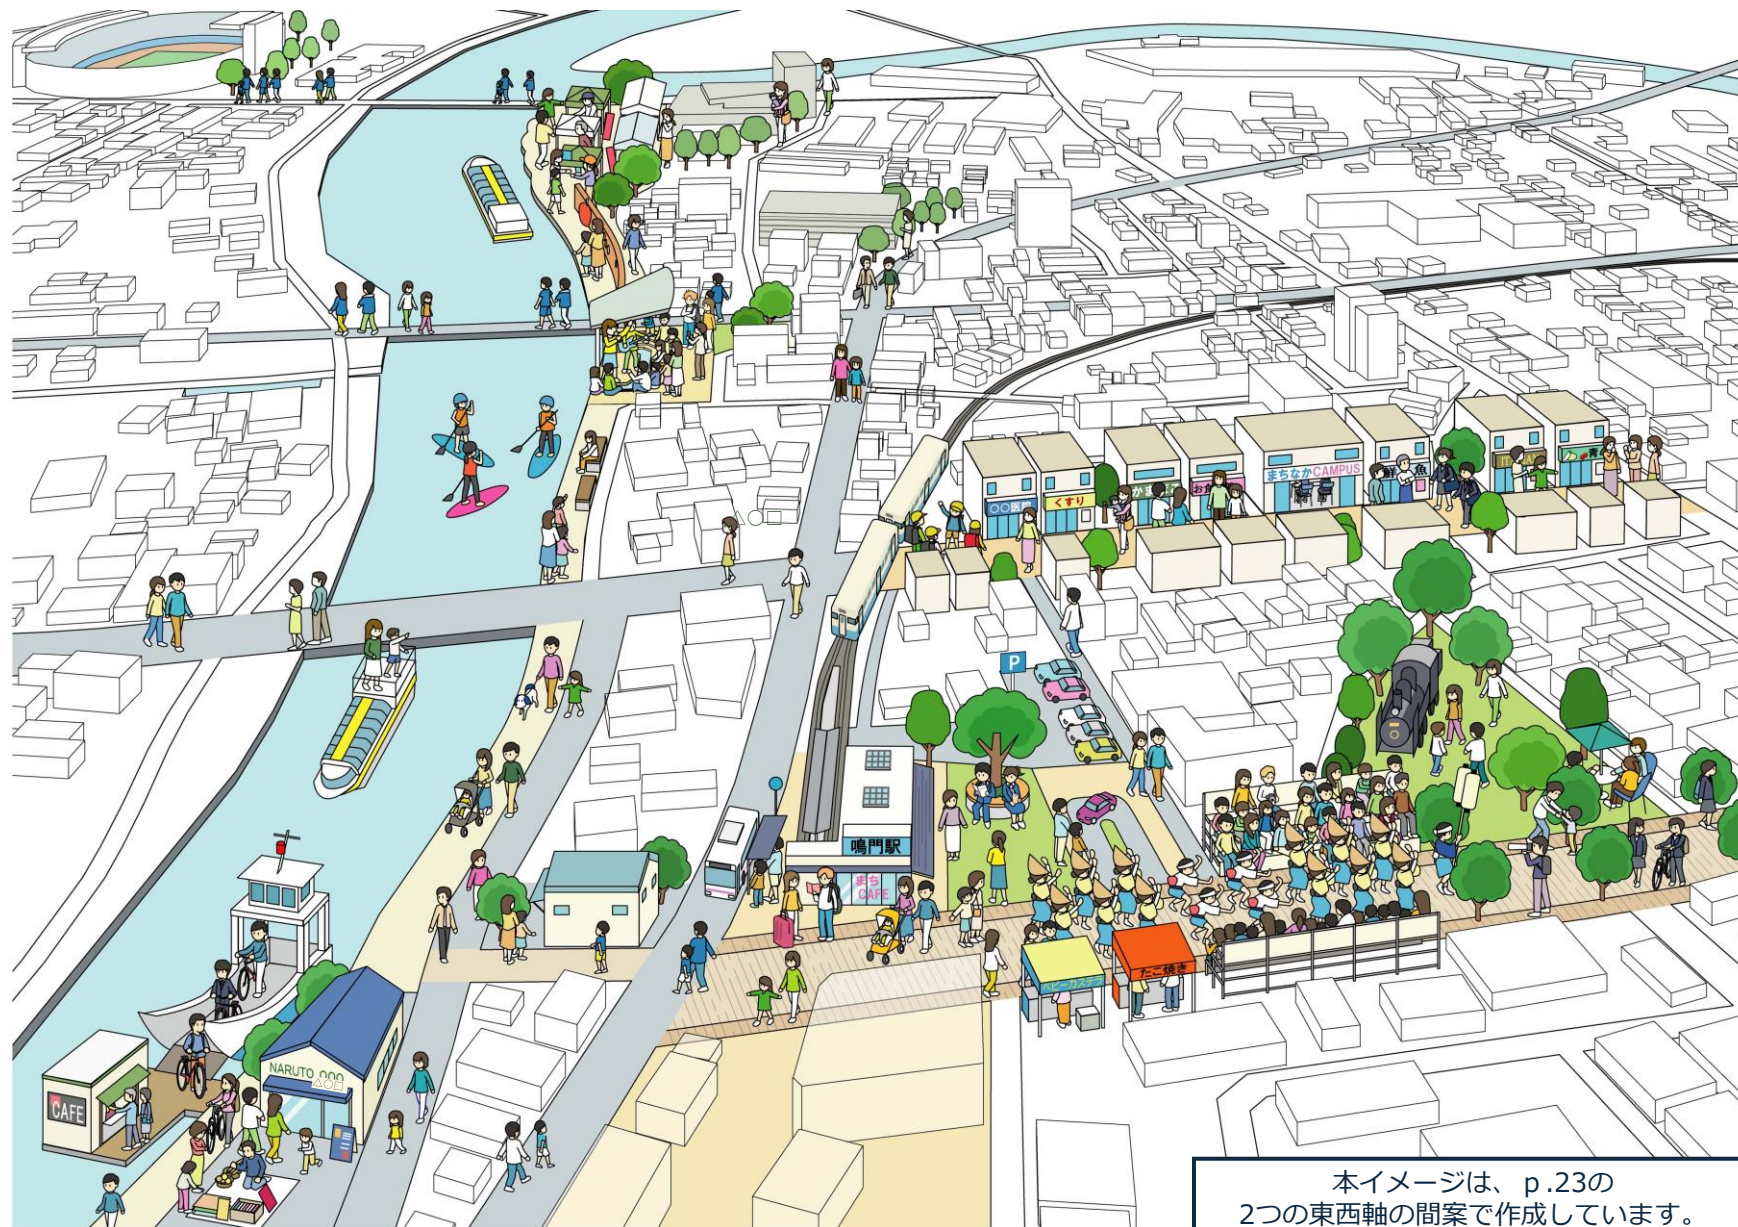 ○○医院
くすり
お食
まちなかCAMPUS
鮮魚
P
鳴門駅
まち
CAFE
ベビーカステラ
たこ焼き
NARUTO ○○○
△○□
CAFE
本イメージは、p.23の
2つの東西軸の間案で作成しています。